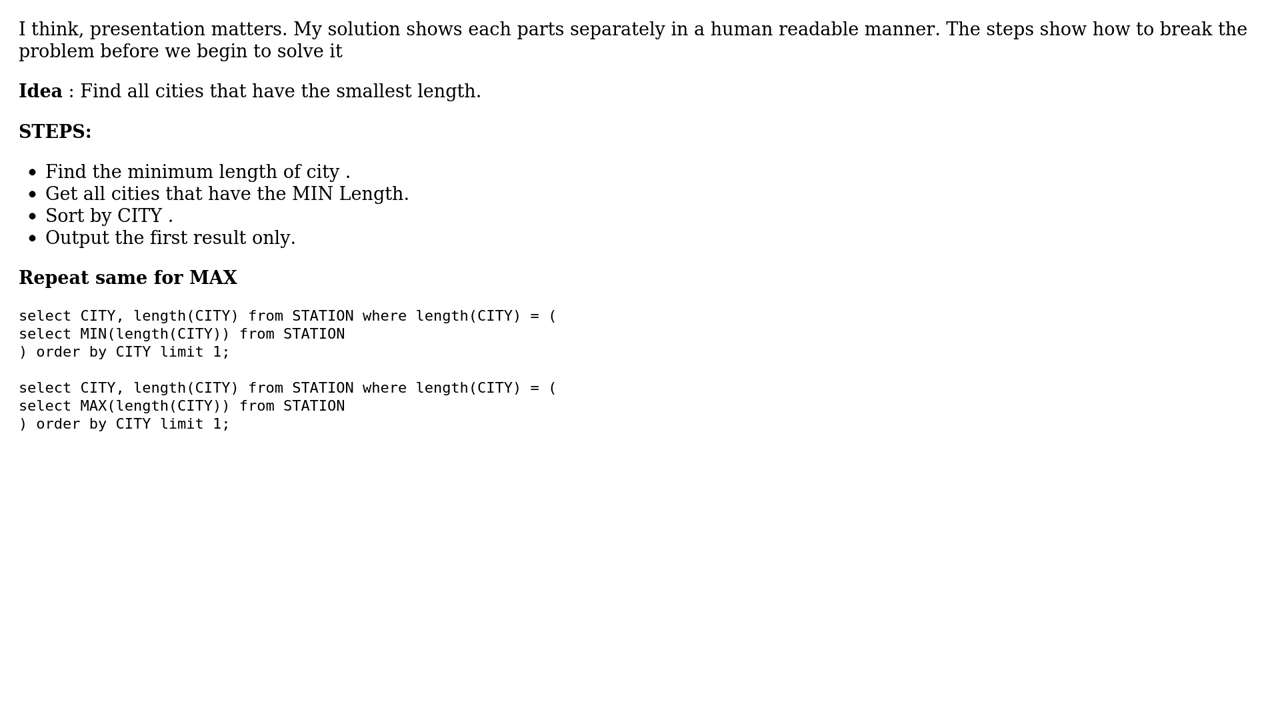 I think, presentation matters. My solution shows each parts separately in a human readable manner. The steps show how to break the
problem before we begin to solve it
Idea : Find all cities that have the smallest length.
STEPS:
• Find the minimum length of city .
• Get all cities that have the MIN Length.
• Sort by CITY .
• Output the first result only.
Repeat same for MAX
select CITY, length(CITY) from STATION where length(CITY) = (
select MIN(length(CITY)) from STATION
) order by CITY limit 1;
select CITY, length(CITY) from STATION where length(CITY) = (
select MAX(length(CITY)) from STATION
) order by CITY limit 1;